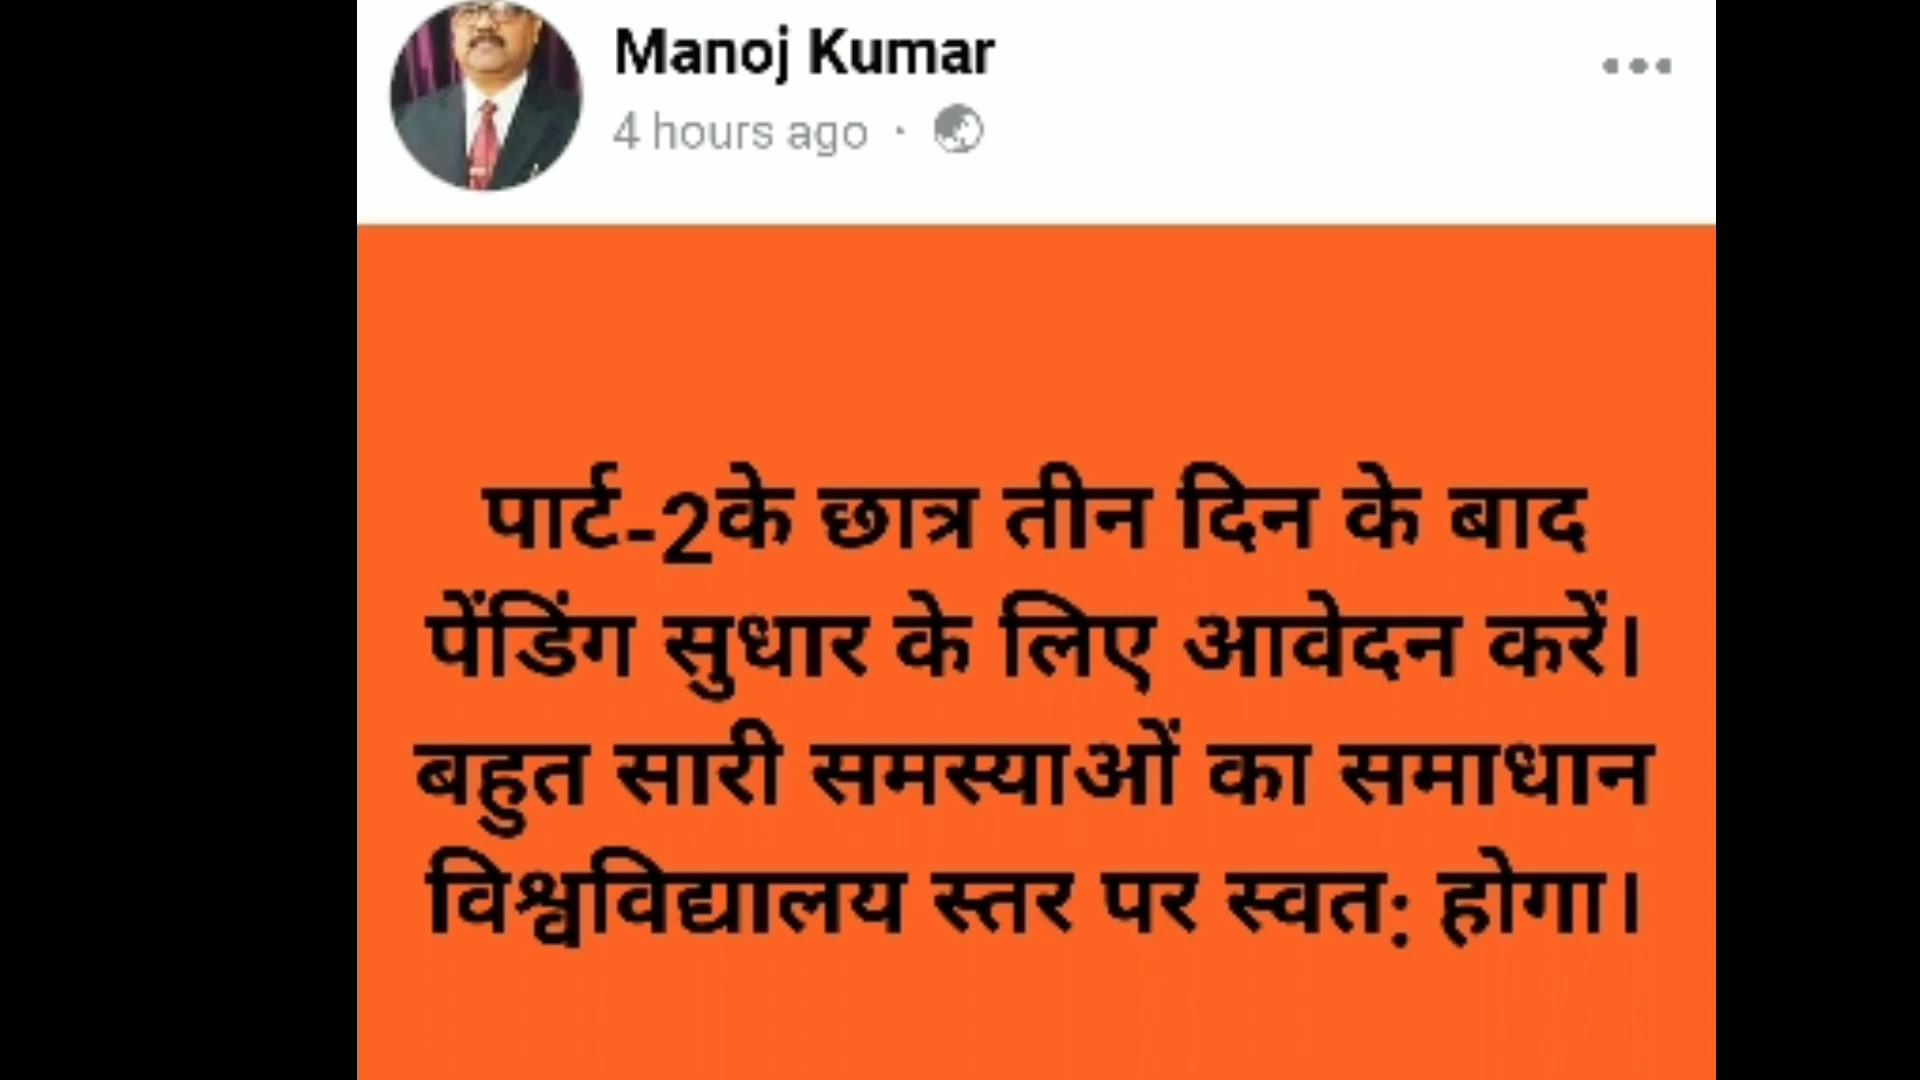 Manoj Kumar
4 hours ago ·
पार्ट-2के छात्र तीन दिन के बाद
पेंडिंग सुधार के लिए आवेदन करें।
बहुत सारी समस्याओं का समाधान
विश्वविद्यालय स्तर पर स्वत: होगा।